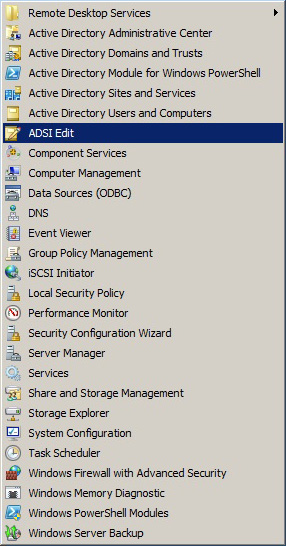 Remote Desktop Services
Active Directory Administrative Center
Active Directory Domains and Trusts
Active Directory Module for Windows PowerShell
Active Directory Sites and Services
Active Directory Users and Computers
ADSI Edit
Component Services
Computer Management
Data Sources (ODBC)
DNS
Event Viewer
Group Policy Management
iSCSI Initiator
Local Security Policy
Performance Monitor
Security Configuration Wizard
Server Manager
Services
Share and Storage Management
Storage Explorer
System Configuration
Task Scheduler
Windows Firewall with Advanced Security
Windows Memory Diagnostic
Windows PowerShell Modules
Windows Server Backup